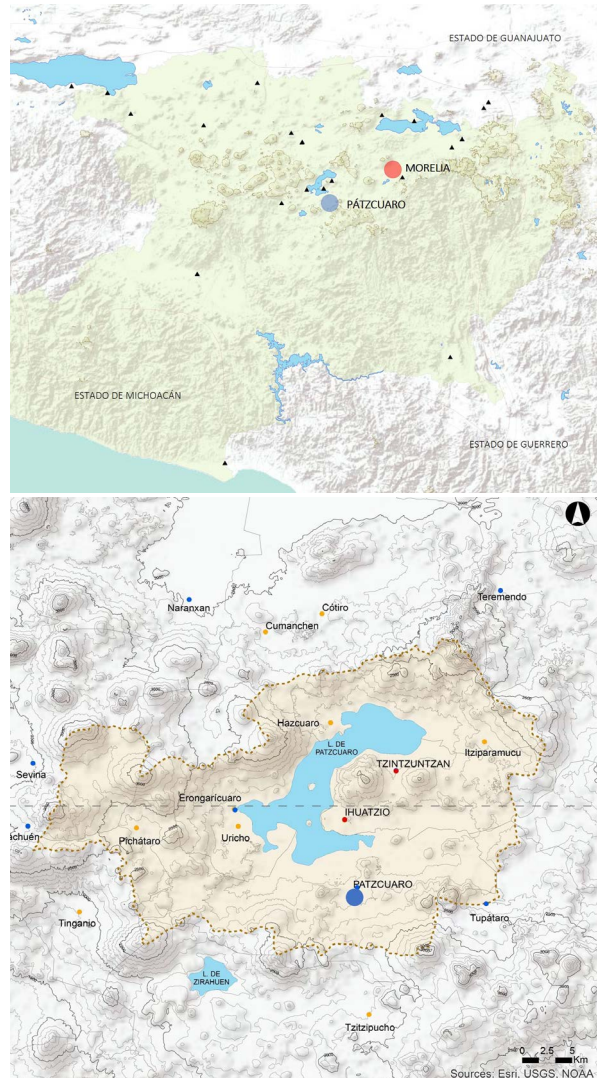 ESTADO DE GUANAJUATO
MORELIA
PÁTZCUARO
ESTADO DE MICHOACÁN
ESTADO DE GUERRERO
Naranxan
Teremendo
Cótiro
Cumanchen
Hazcuaro
L. DE
PATZCUARO
Itziparamucu
TZINTZUNTZAN
Sevina
Erongarícuaro
IHUATZIO
áchuén
Pichátaro
Uricho
PATZCUARO
Tinganio
Tupátaro
L. DE
ZIRAHUEN
Tzitzipucho
0 2.5 5
Km
Sources: Esri, USGS, NOAA